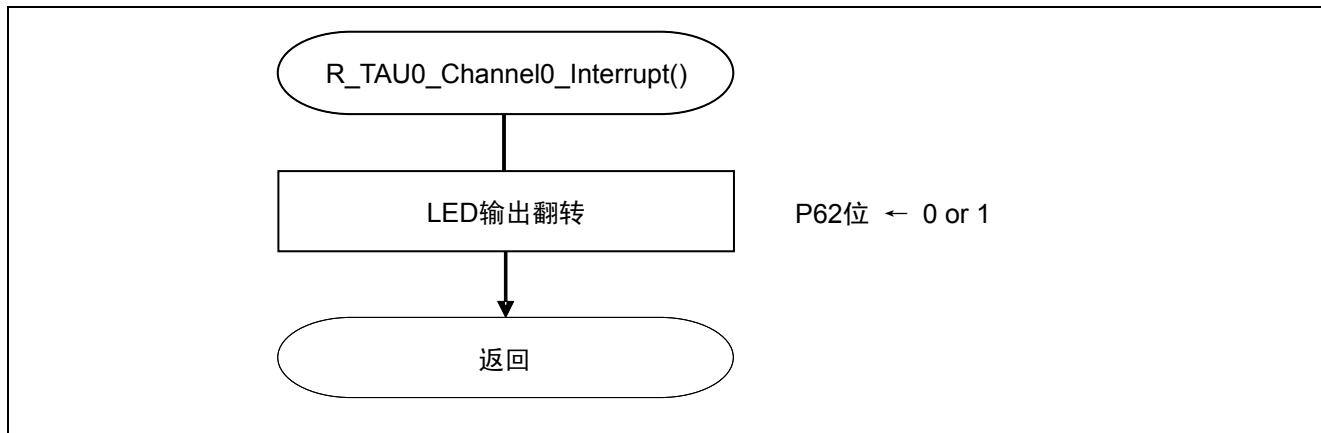 R_TAU0_Channel0_Interrupt()
LED输出翻转
P62位 ← 0 or 1
返回